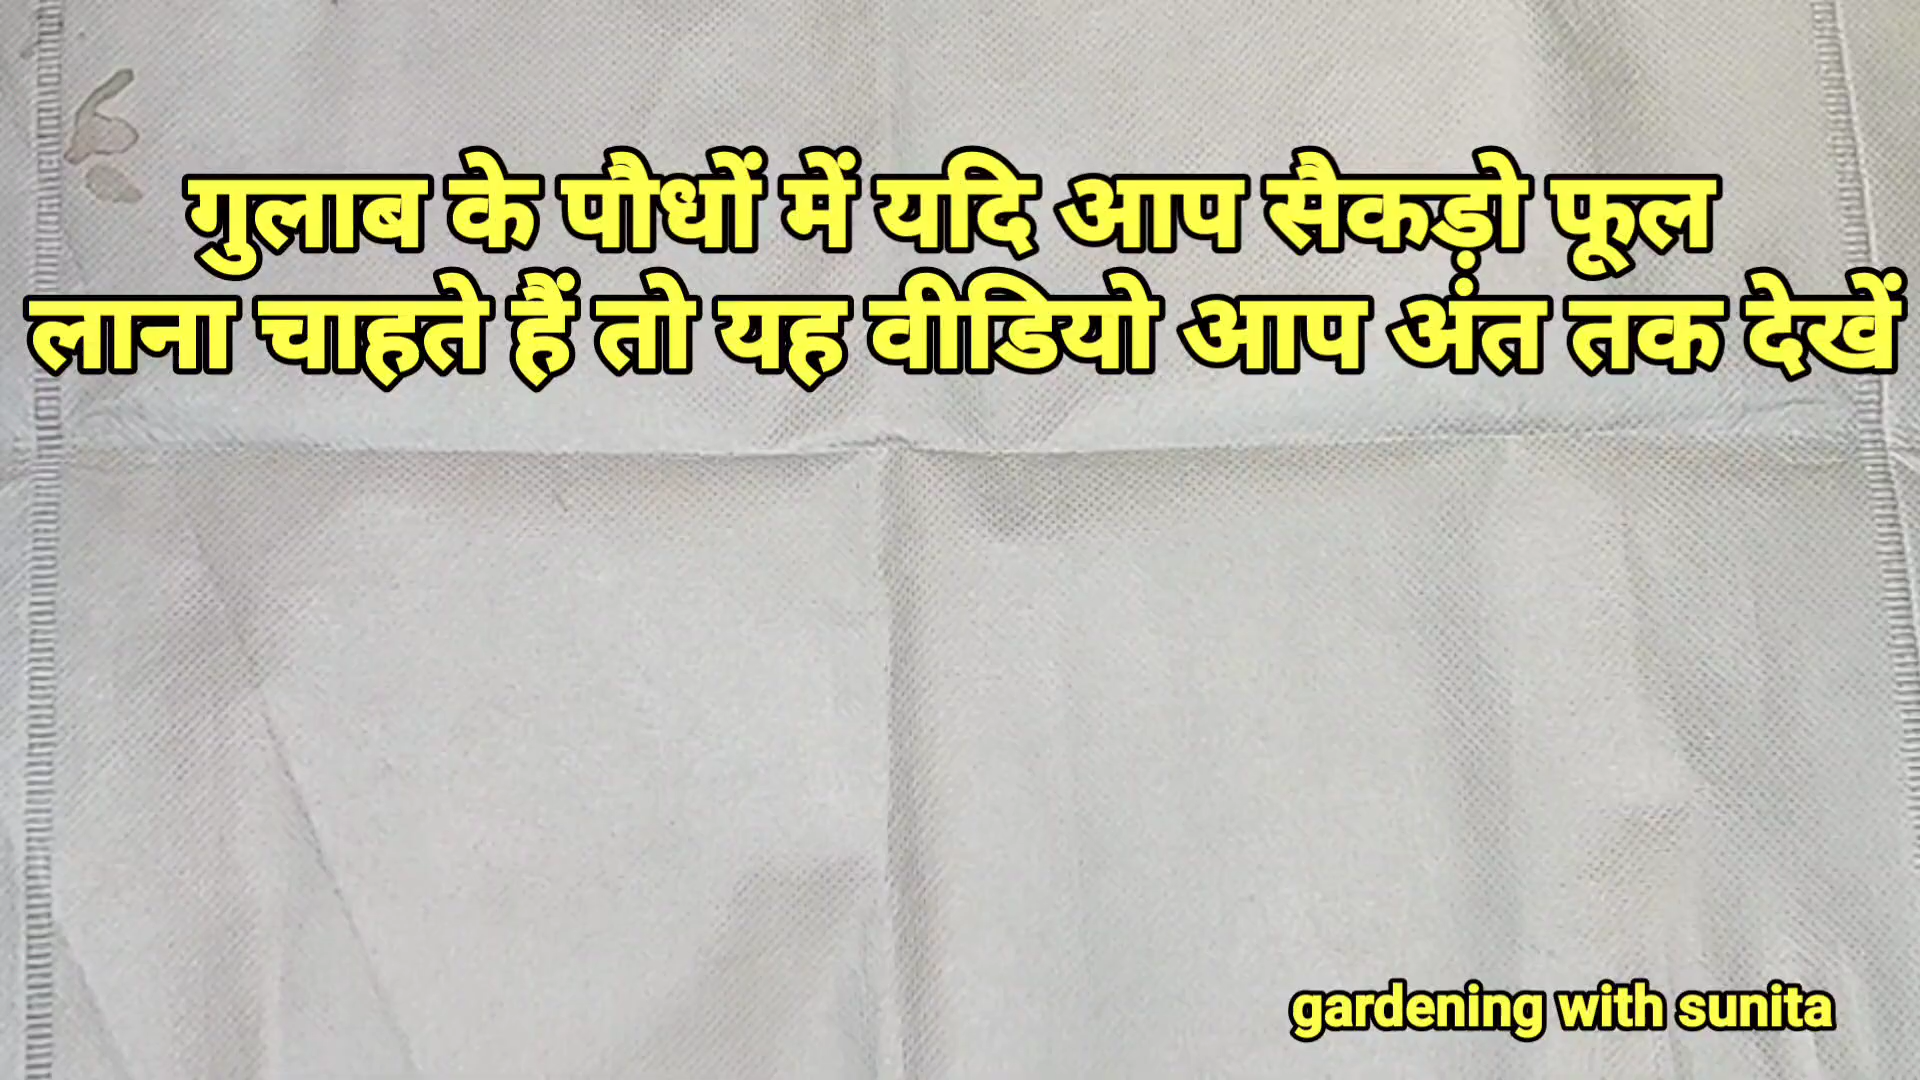 गुलाब के पौधों में यदि आप सैकड़ो फूल
लाना चाहते हैं तो यह वीडियो आप अंत तक देखें
gardening with sunita